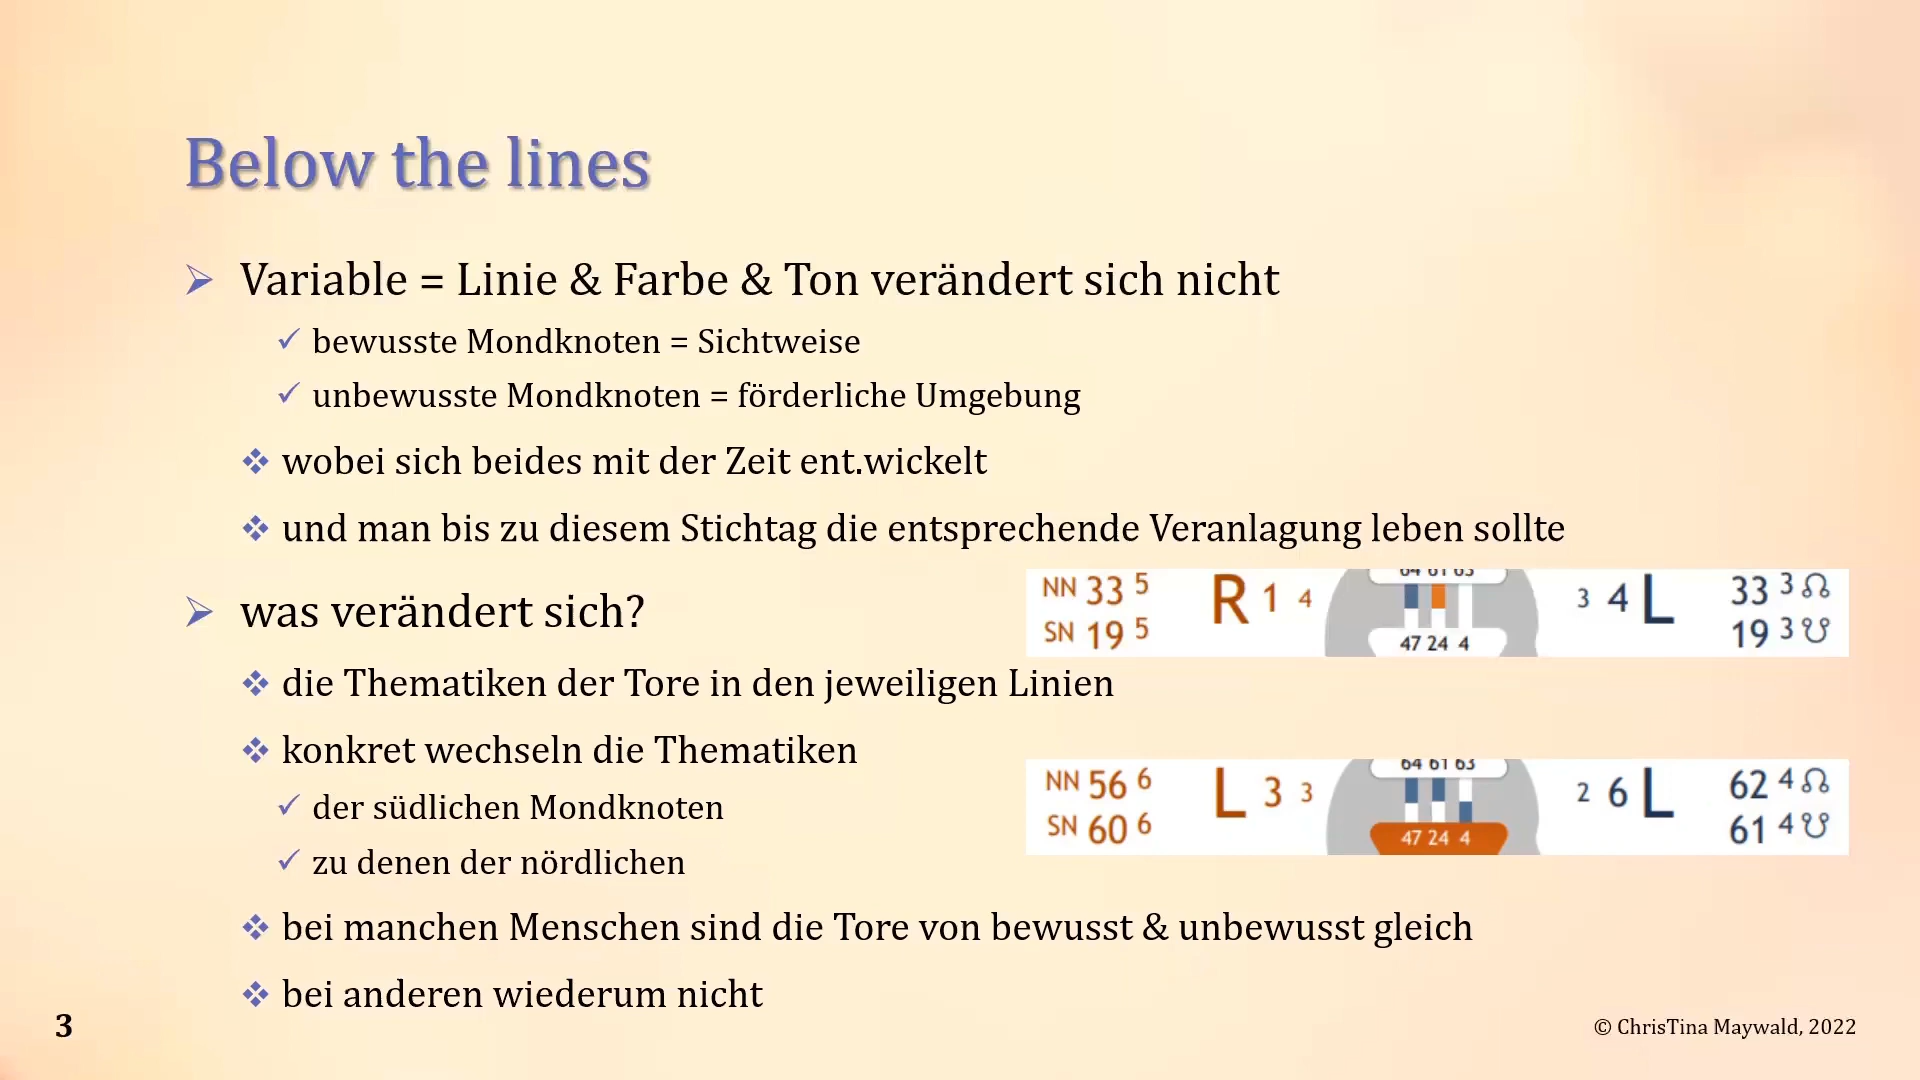 Below the lines
Variable = Linie & Farbe & Ton verändert sich nicht
bewusste Mondknoten = Sichtweise
unbewusste Mondknoten = förderliche Umgebung
wobei sich beides mit der Zeit ent.wickelt
und man bis zu diesem Stichtag die entsprechende Veranlagung leben sollte
was verändert sich?
64 61 63
NN 33 5 R 1 4 3 4 L 33 3 ☊
SN 19 5 47 24 4 19 3 ☋
die Thematiken der Tore in den jeweiligen Linien
konkret wechseln die Thematiken
64 61 63
NN 56 6 L 3 3 2 6 L 62 4 ☊
SN 60 6 47 24 4 61 4 ☋
der südlichen Mondknoten
zu denen der nördlichen
bei manchen Menschen sind die Tore von bewusst & unbewusst gleich
bei anderen wiederum nicht
3
© ChrisTina Maywald, 2022